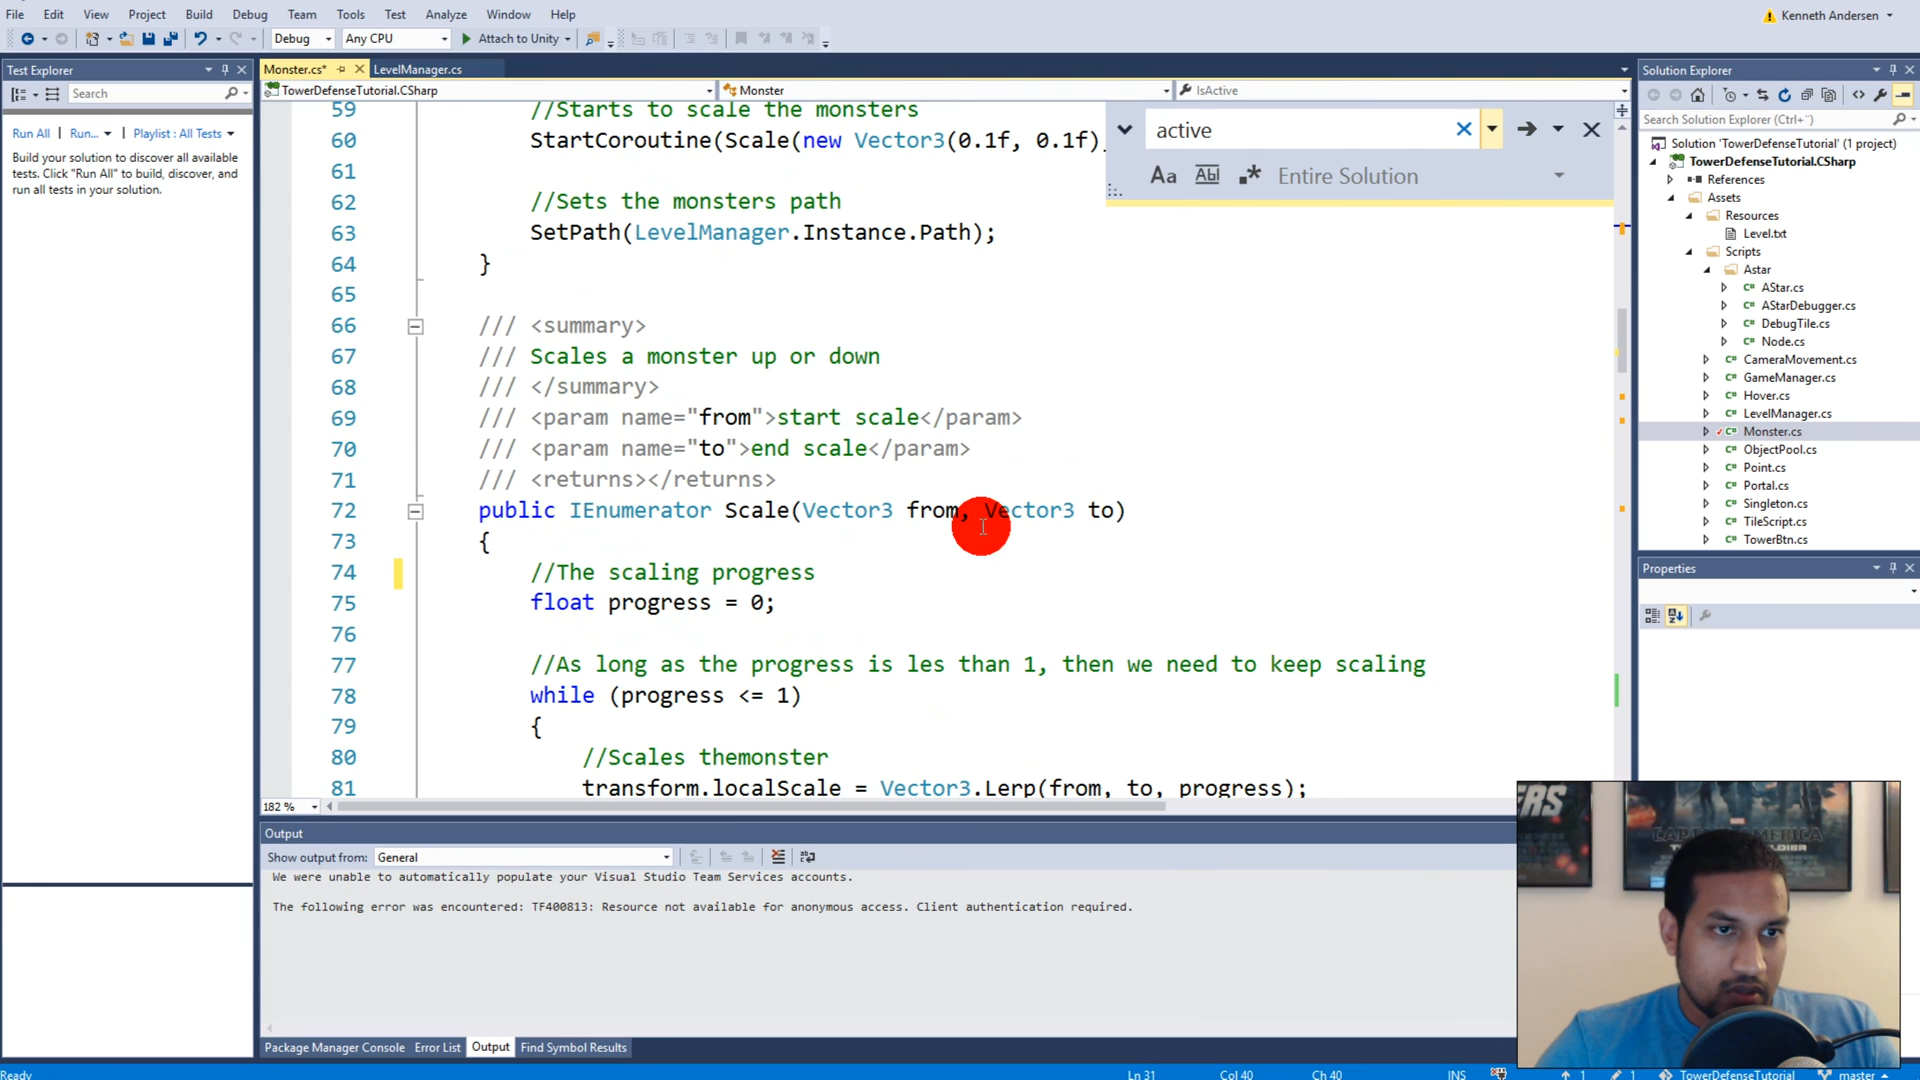 File Edit View Project Build Debug Team Tools Test Analyze Window Help
Kenneth Andersen
Debug Any CPU Attach to Unity
Test Explorer
Search
Run All Run... Playlist : All Tests
Build your solution to discover all available
tests. Click "Run All" to build, discover, and
run all tests in your solution.
Monster.cs* LevelManager.cs
TowerDefenseTutorial.CSharp Monster IsActive
active
Aa Abl Entire Solution
59 //Starts to scale the monsters
60 StartCoroutine(Scale(new Vector3(0.1f, 0.1f)
61
62 //Sets the monsters path
63 SetPath(LevelManager.Instance.Path);
64 }
65
66 /// <summary>
67 /// Scales a monster up or down
68 /// </summary>
69 /// <param name="from">start scale</param>
70 /// <param name="to">end scale</param>
71 /// <returns></returns>
72 public IEnumerator Scale(Vector3 from, Vector3 to)
73 {
74 //The scaling progress
75 float progress = 0;
76
77 //As long as the progress is les than 1, then we need to keep scaling
78 while (progress <= 1)
79 {
80 //Scales themonster
81 transform.localScale = Vector3.Lerp(from, to, progress);
182 %
Output
Show output from: General
We were unable to automatically populate your Visual Studio Team Services accounts.
The following error was encountered: TF400813: Resource not available for anonymous access. Client authentication required.
Package Manager Console Error List Output Find Symbol Results
Solution Explorer
Search Solution Explorer (Ctrl+¨)
Solution 'TowerDefenseTutorial' (1 project)
TowerDefenseTutorial.CSharp
References
Assets
Resources
Level.txt
Scripts
Astar
AStar.cs
AStarDebugger.cs
DebugTile.cs
Node.cs
CameraMovement.cs
GameManager.cs
Hover.cs
LevelManager.cs
Monster.cs
ObjectPool.cs
Point.cs
Portal.cs
Singleton.cs
TileScript.cs
TowerBtn.cs
Properties
ERS
MARVEL
CAPTAIN AMERICA
Ready Ln 31 Col 40 Ch 40 INS 1 1 TowerDefenseTutorial master